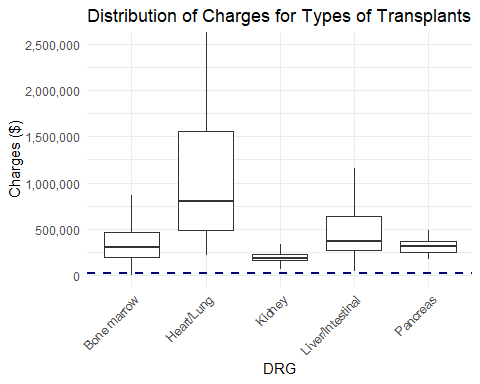 Distribution of Charges for Types of Transplants
Charges ($)
2,500,000
2,000,000
1,500,000
1,000,000
500,000
0
Bone marrow
Heart/Lung
Kidney
Liver/Intestinal
Pancreas
DRG